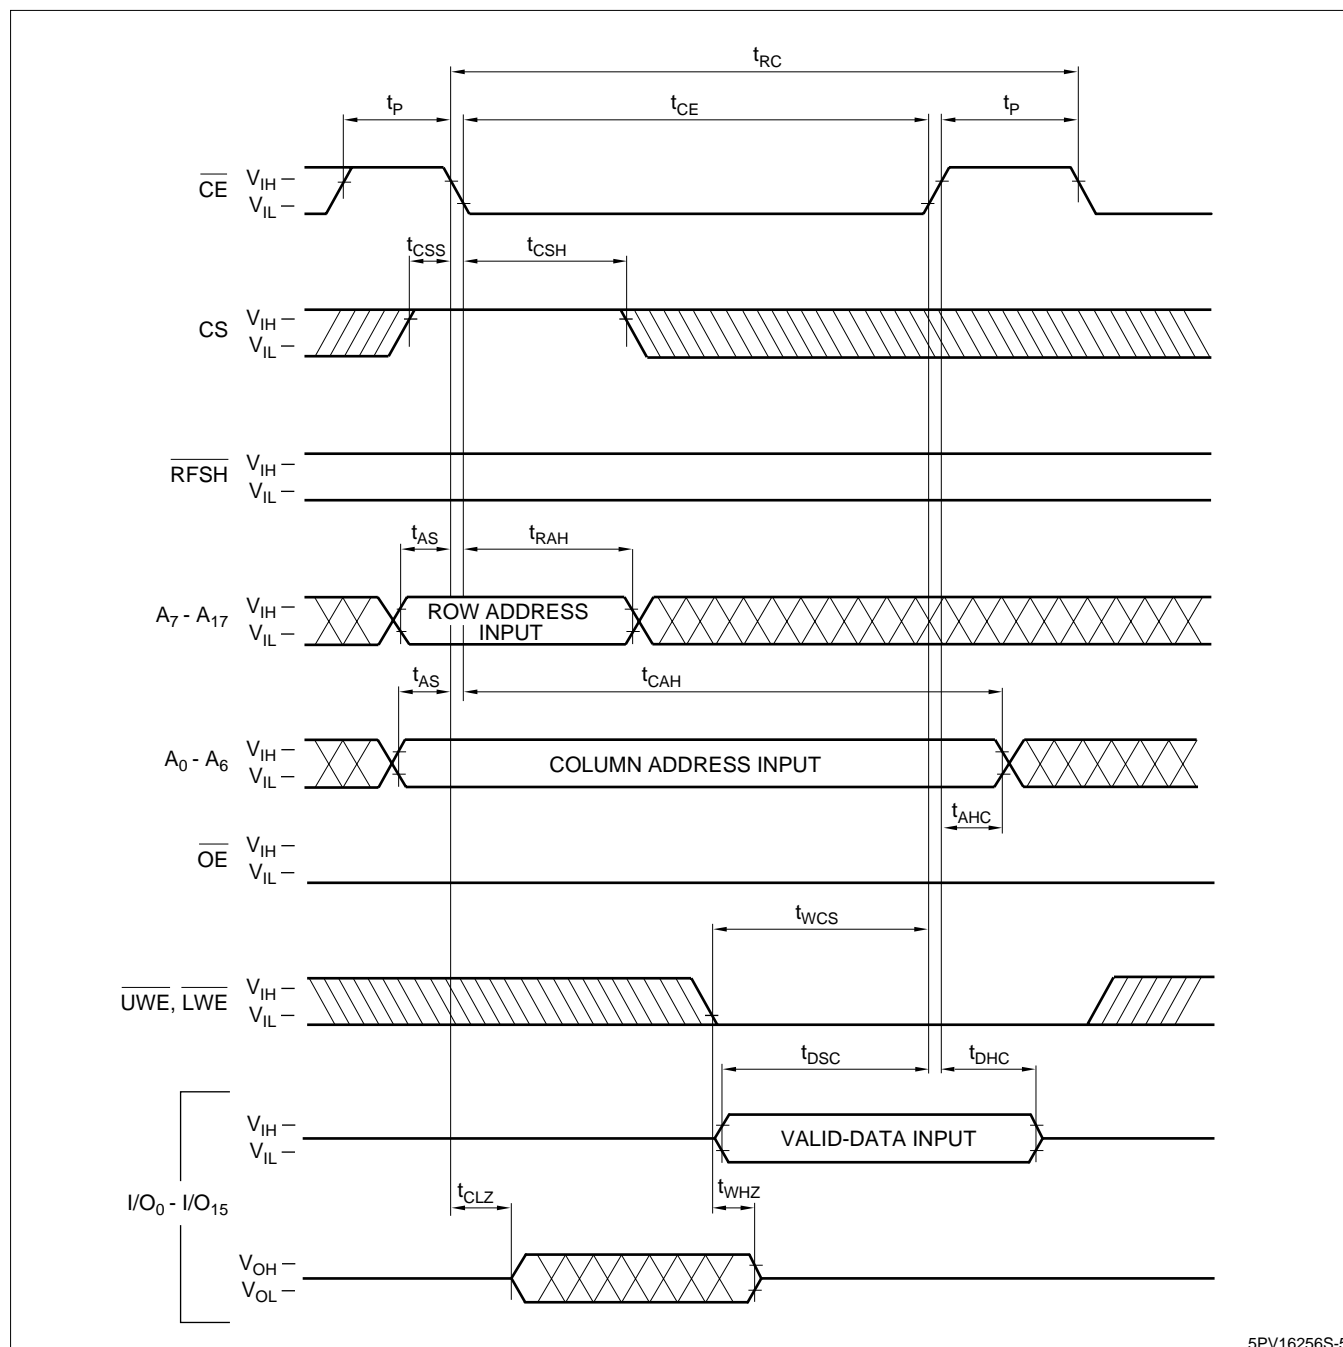 tRC
tP tCE tP
CE VIH
VIL
tCSS tCSH
CS VIH
VIL
RFSH VIH
VIL
tAS tRAH
A7 - A17 VIH
VIL
ROW ADDRESS
INPUT
tAS tCAH
A0 - A6 VIH
VIL
COLUMN ADDRESS INPUT
tAHC
OE VIH
VIL
tWCS
UWE, LWE VIH
VIL
tDSC tDHC
VIH
VIL
VALID-DATA INPUT
I/O0 - I/O15
tCLZ tWHZ
VOH
VOL
5PV16256S-5